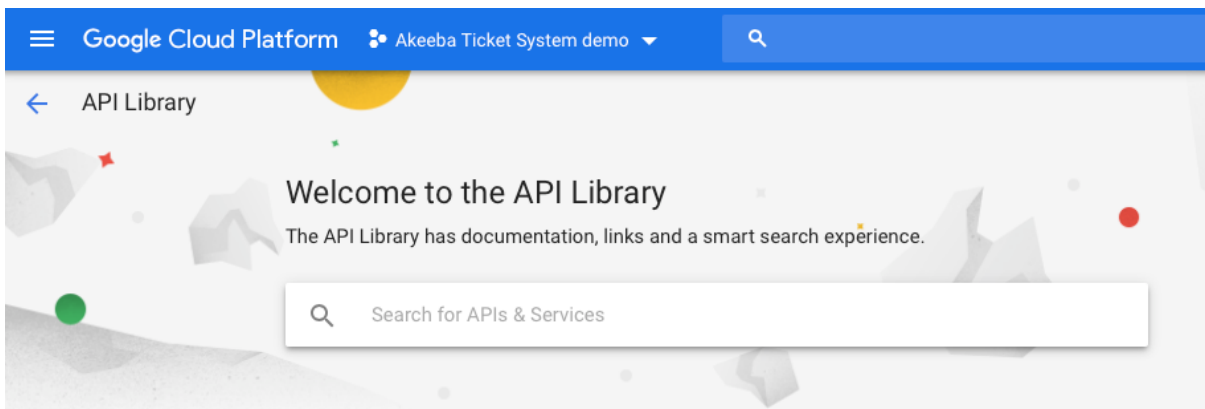 Google Cloud Platform Akeeba Ticket System demo
API Library
Welcome to the API Library
The API Library has documentation, links and a smart search experience.
Search for APIs & Services